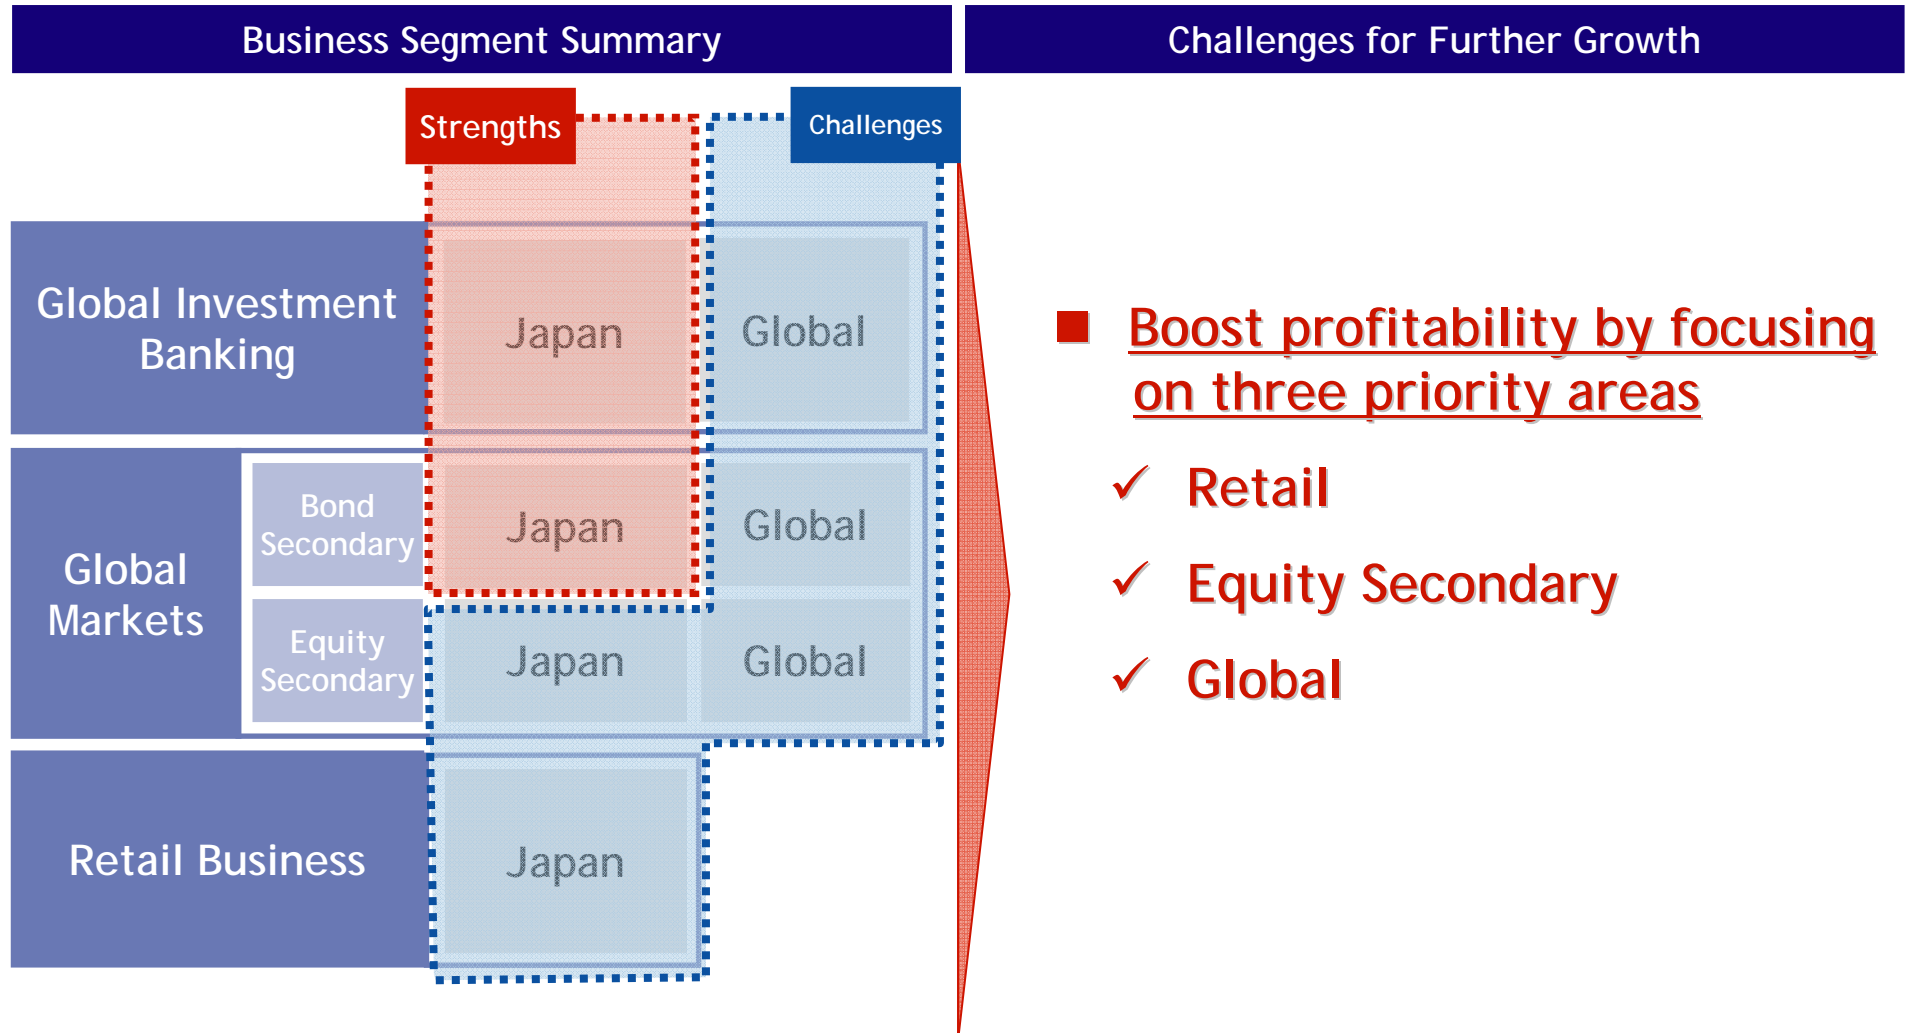 Business Segment Summary
Challenges for Further Growth
Strengths
Challenges
Global Investment
Banking
Japan
Global
Global
Markets
Bond
Secondary
Japan
Global
Equity
Secondary
Japan
Global
Retail Business
Japan
■ Boost profitability by focusing
on three priority areas
✓ Retail
✓ Equity Secondary
✓ Global